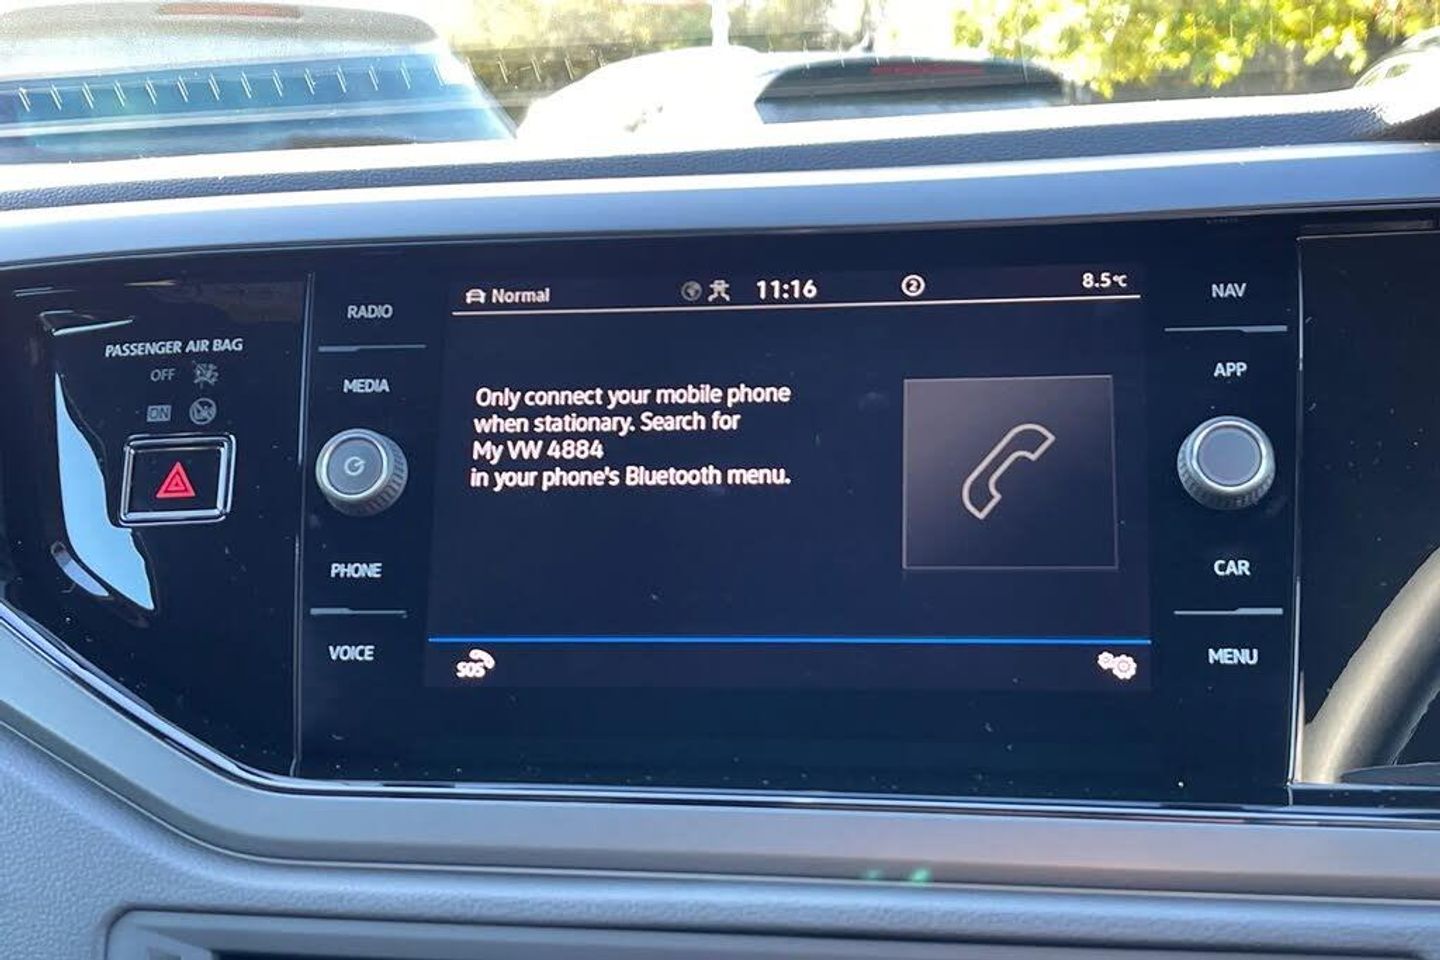 Normal
11:16
2
8.5°C
PASSENGER AIR BAG
OFF
ON
RADIO
MEDIA
PHONE
VOICE
Only connect your mobile phone
when stationary. Search for
My VW 4884
in your phone's Bluetooth menu.
SOS
NAV
APP
CAR
MENU